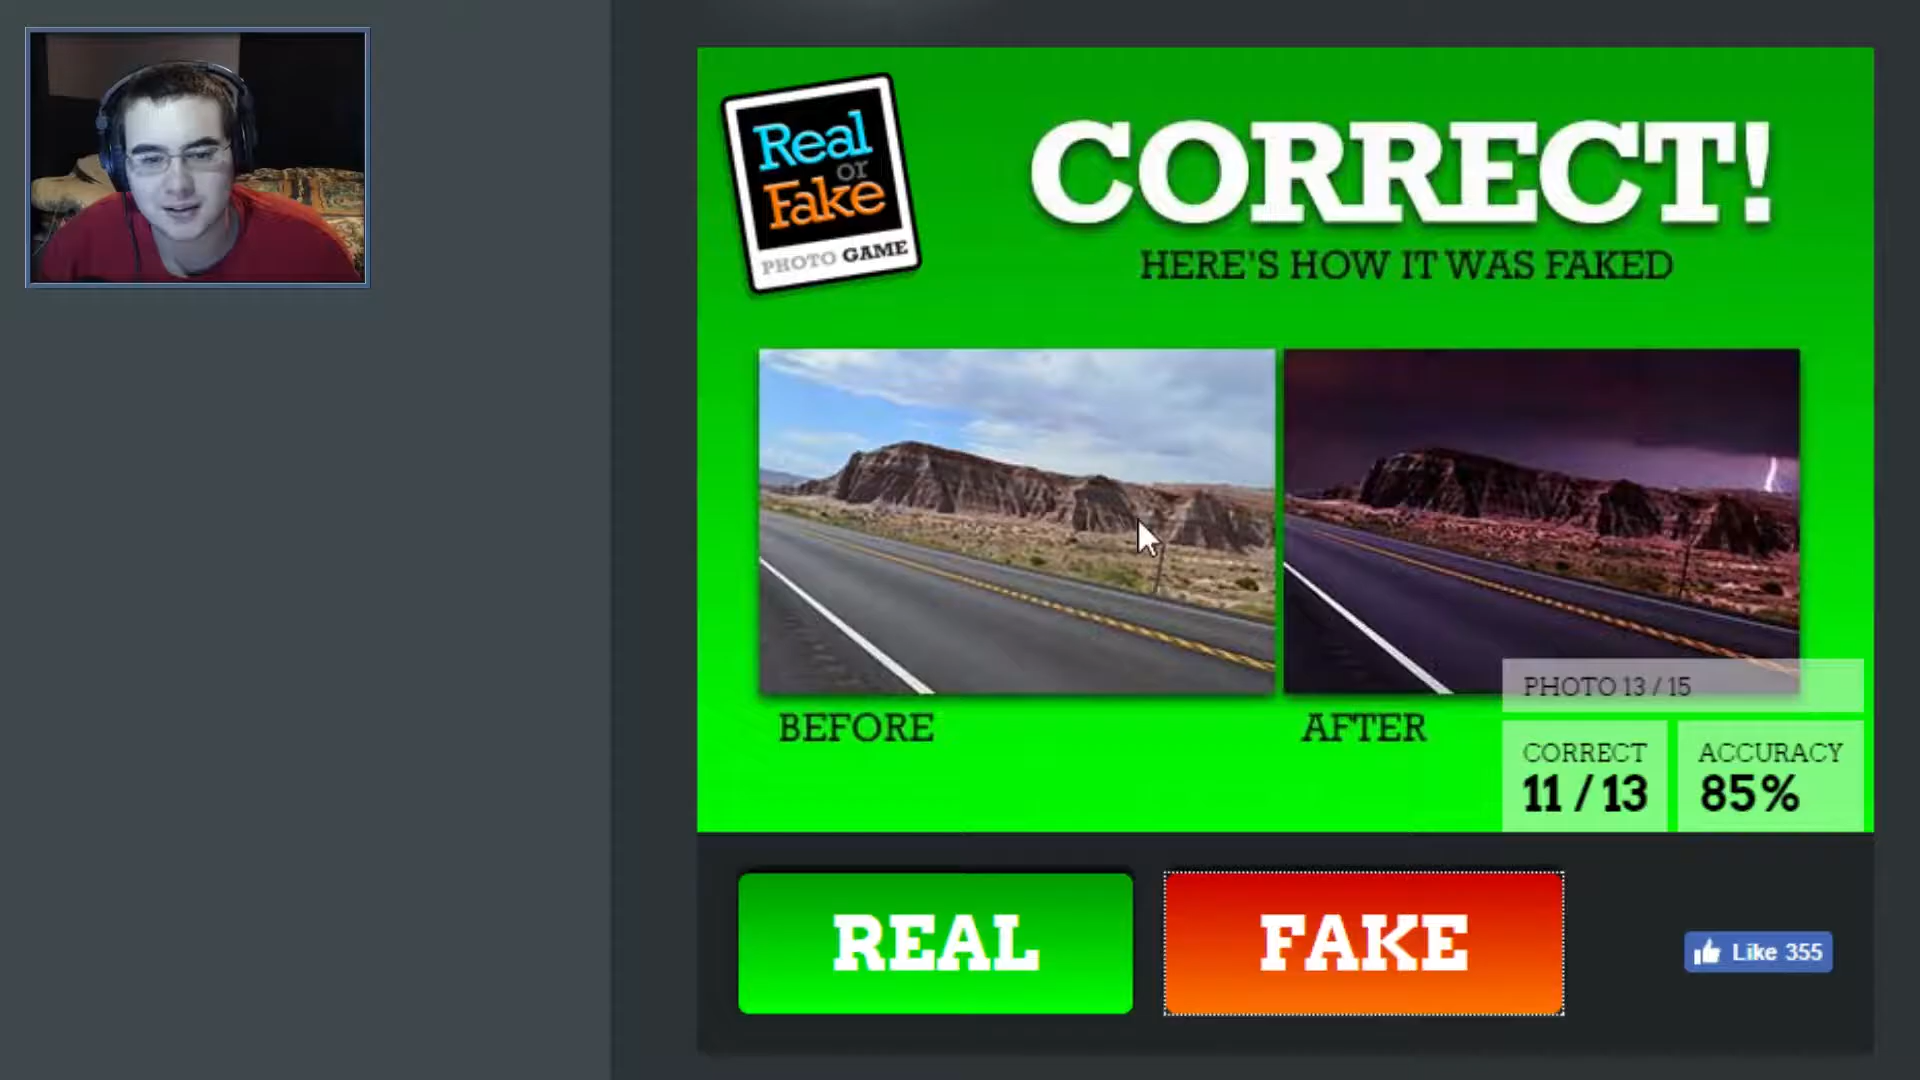 Real
or
Fake
PHOTO GAME
CORRECT!
HERE'S HOW IT WAS FAKED
BEFORE
AFTER
PHOTO 13 / 15
CORRECT
11 / 13
ACCURACY
85%
REAL
FAKE
Like 355